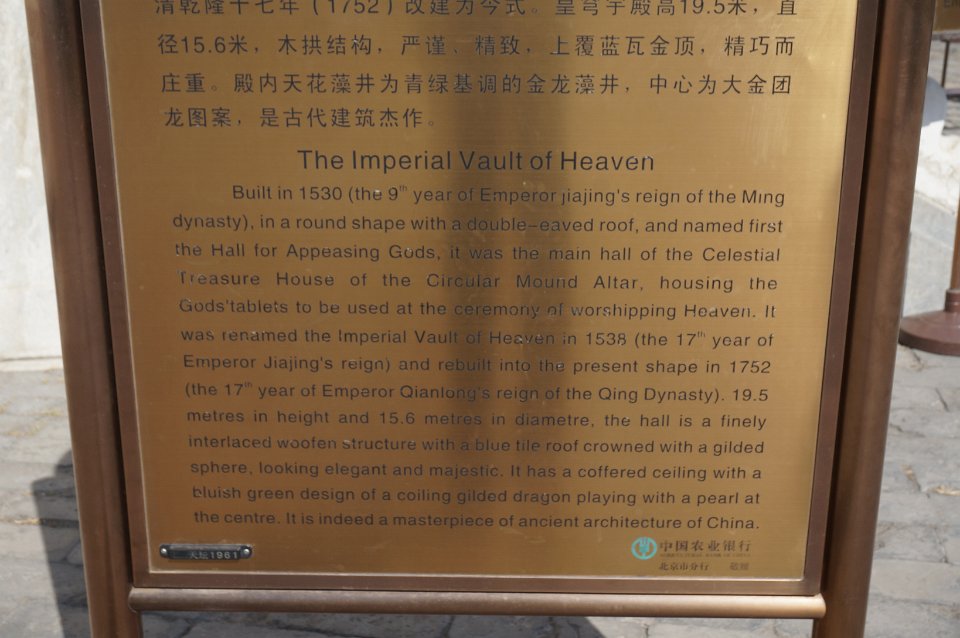 清乾隆十七年（1752）改建为今式。皇穹宇殿高19.5米，直
径15.6米，木拱结构，严谨、精致，上覆蓝瓦金顶，精巧而
庄重。殿内天花藻井为青绿基调的金龙藻井，中心为大金团
龙图案，是古代建筑杰作。
The Imperial Vault of Heaven
Built in 1530 (the 9th year of Emperor jiajing's reign of the Ming
dynasty), in a round shape with a double-eaved roof, and named first
the Hall for Appeasing Gods, it was the main hall of the Celestial
Treasure House of the Circular Mound Altar, housing the
Gods'tablets to be used at the ceremony of worshipping Heaven. It
was renamed the Imperial Vault of Heaven in 1538 (the 17th year of
Emperor Jiajing's reign) and rebuilt into the present shape in 1752
(the 17th year of Emperor Qianlong's reign of the Qing Dynasty). 19.5
metres in height and 15.6 metres in diametre, the hall is a finely
interlaced woofen structure with a blue tile roof crowned with a gilded
sphere, looking elegant and majestic. It has a coffered ceiling with a
bluish green design of a coiling gilded dragon playing with a pearl at
the centre. It is indeed a masterpiece of ancient architecture of China.
天坛1961
中国农业银行
AGRICULTURAL BANK OF CHINA
北京市分行 敬赠